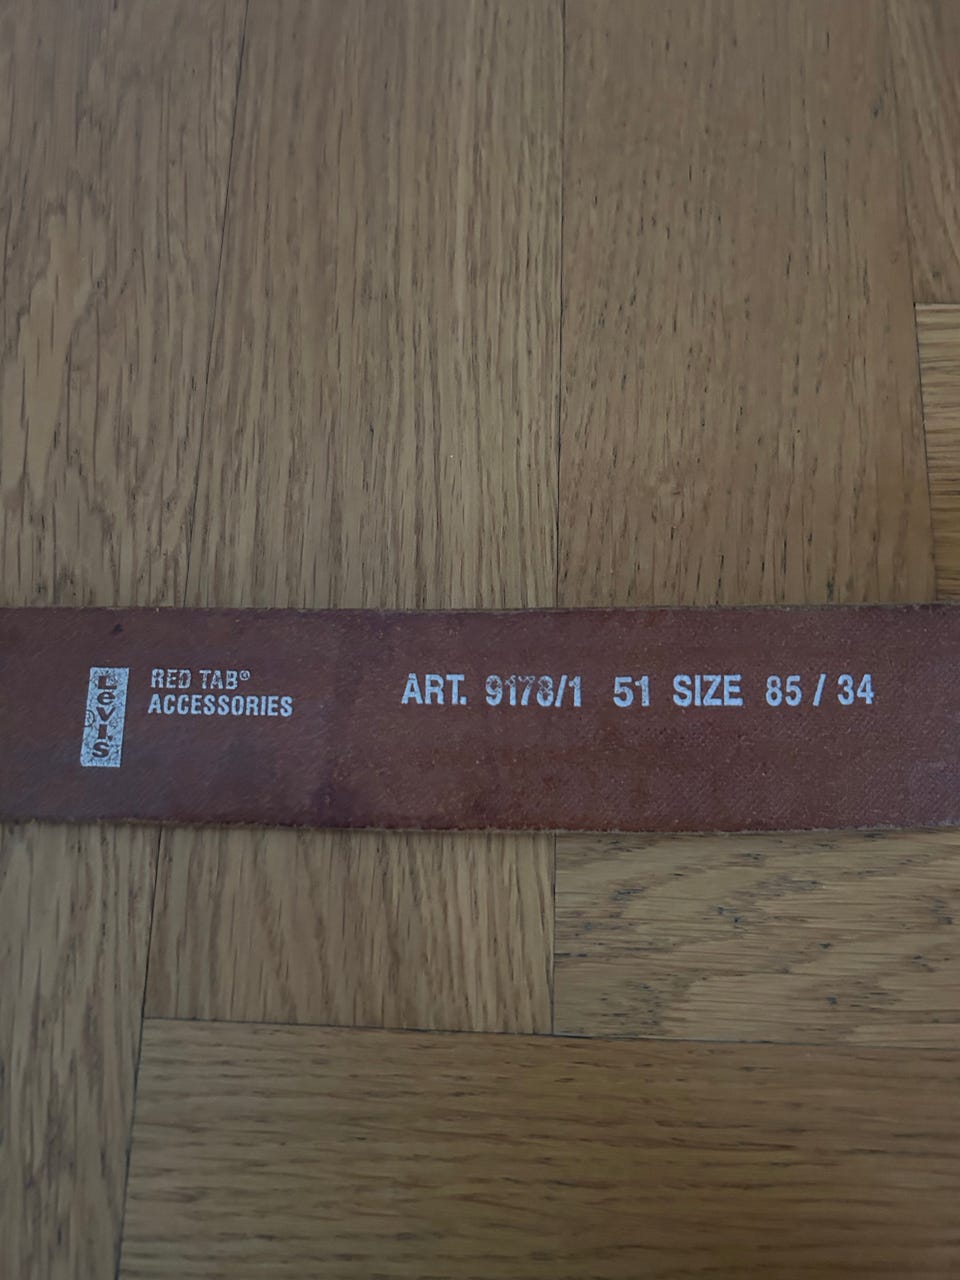 Levi's
RED TAB®
ACCESSORIES
ART. 9178/1 51 SIZE 85 / 34